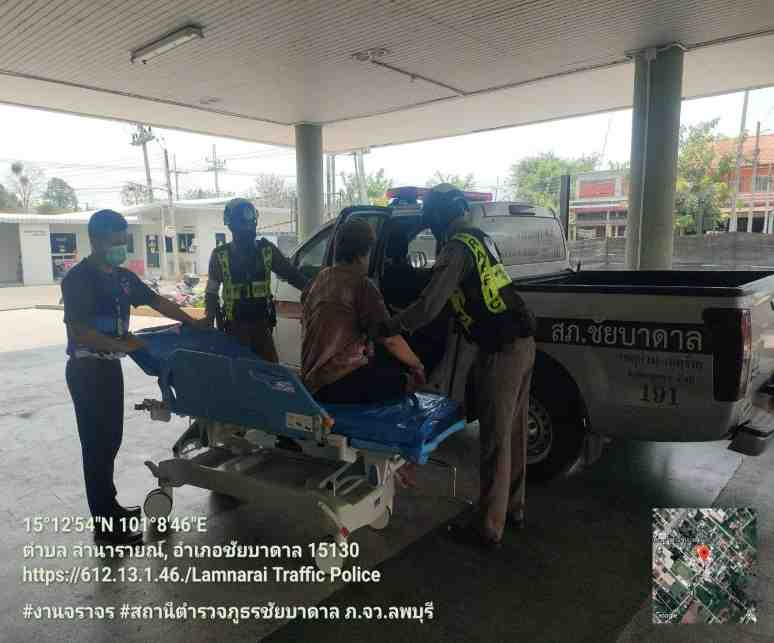 สภ.ชัยบาดาล
191
15°12'54"N 101°8'46"E
ตำบล ลำนารายณ์, อำเภอชัยบาดาล 15130
https://612.13.1.46./Lamnarai Traffic Police
#งานจราจร #สถานีตำรวจภูธรชัยบาดาล ภ.จว.ลพบุรี
Google